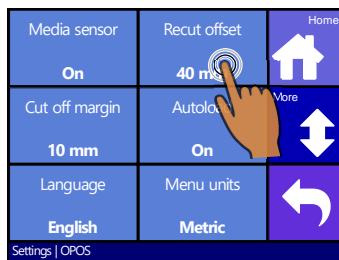 Media sensor
On
Recut offset
40 m
Home
Cut off margin
10 mm
Autoloa
On
More
Language
English
Menu units
Metric
Settings | OPOS